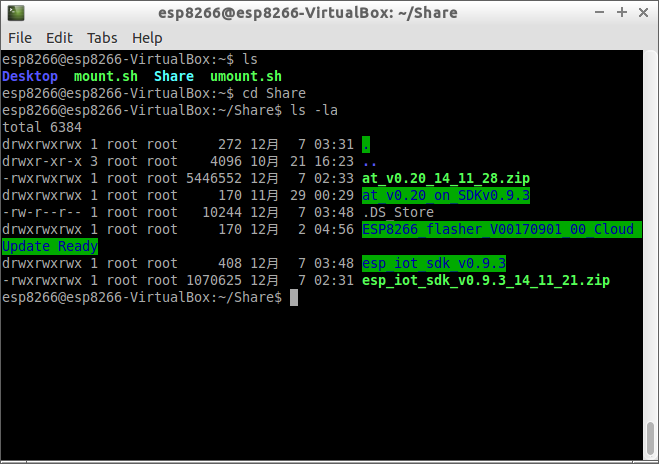 esp8266@esp8266-VirtualBox: ~/Share
File Edit Tabs Help
esp8266@esp8266-VirtualBox:~$ ls
Desktop  mount.sh  Share  umount.sh
esp8266@esp8266-VirtualBox:~$ cd Share
esp8266@esp8266-VirtualBox:~/Share$ ls -la
total 6384
drwxrwxrwx 1 root root     272 12月  7 03:31 .
drwxr-xr-x 3 root root    4096 10月 21 16:23 ..
-rwxrwxrwx 1 root root 5446552 12月  7 02:33 at_v0.20_14_11_28.zip
drwxrwxrwx 1 root root     170 11月 29 00:29 at_v0.20_on_SDKv0.9.3
-rw-r--r-- 1 root root   10244 12月  7 03:48 .DS_Store
drwxrwxrwx 1 root root     170 12月  2 04:56 ESP8266_flasher_V00170901_00_Cloud
Update Ready
drwxrwxrwx 1 root root     408 12月  7 03:48 esp_iot_sdk_v0.9.3
-rwxrwxrwx 1 root root 1070625 12月  7 02:31 esp_iot_sdk_v0.9.3_14_11_21.zip
esp8266@esp8266-VirtualBox:~/Share$